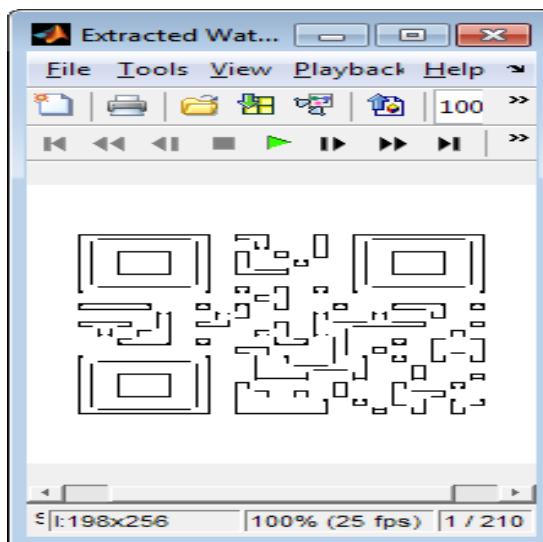 Extracted Wat...
File Tools View Playback Help
100
I:198x256 100% (25 fps) 1 / 210